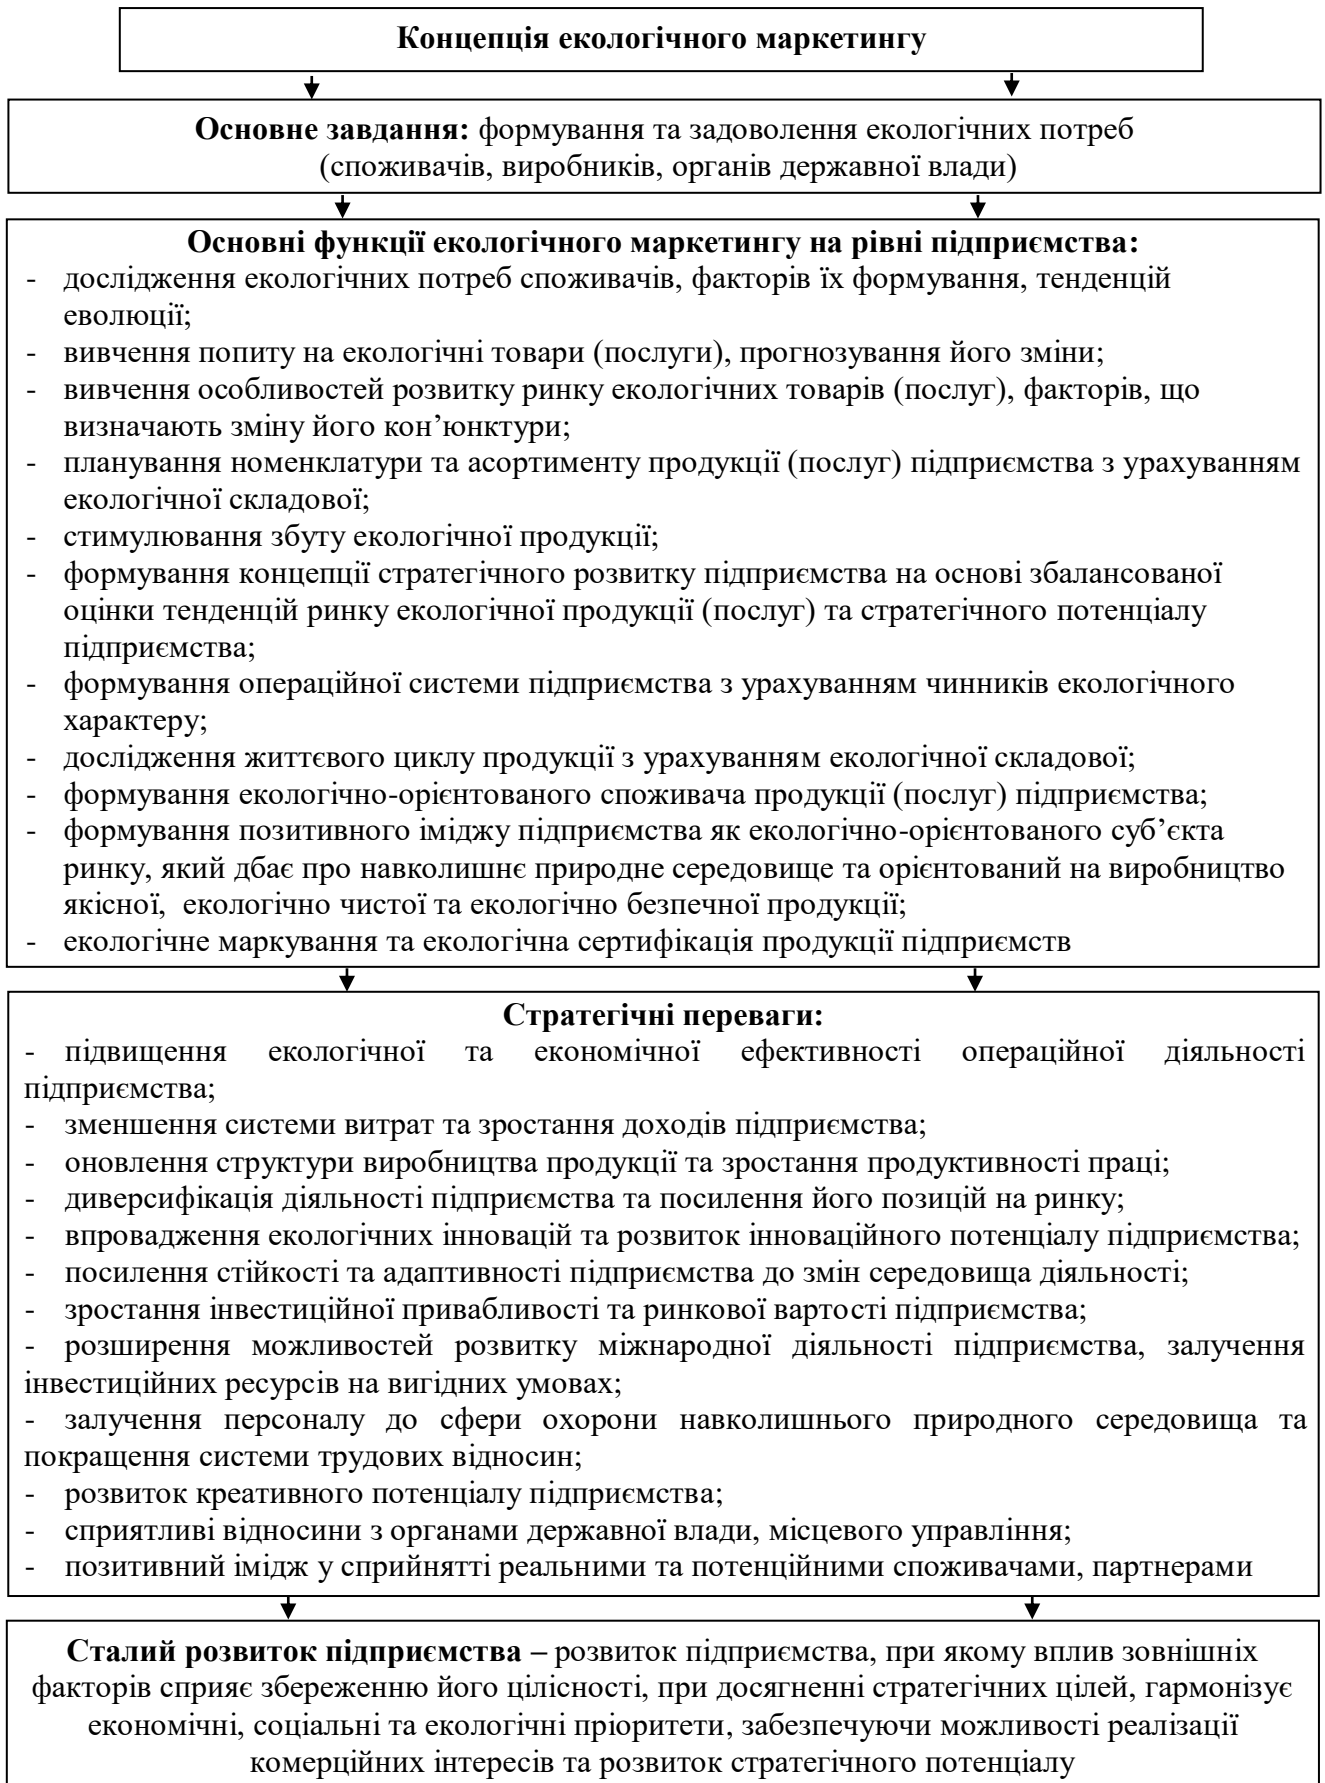 Концепція екологічного маркетингу
Основне завдання: формування та задоволення екологічних потреб
(споживачів, виробників, органів державної влади)
Основні функції екологічного маркетингу на рівні підприємства:
- дослідження екологічних потреб споживачів, факторів їх формування, тенденцій
еволюції;
- вивчення попиту на екологічні товари (послуги), прогнозування його зміни;
- вивчення особливостей розвитку ринку екологічних товарів (послуг), факторів, що
визначають зміну його кон’юнктури;
- планування номенклатури та асортименту продукції (послуг) підприємства з урахуванням
екологічної складової;
- стимулювання збуту екологічної продукції;
- формування концепції стратегічного розвитку підприємства на основі збалансованої
оцінки тенденцій ринку екологічної продукції (послуг) та стратегічного потенціалу
підприємства;
- формування операційної системи підприємства з урахуванням чинників екологічного
характеру;
- дослідження життєвого циклу продукції з урахуванням екологічної складової;
- формування екологічно-орієнтованого споживача продукції (послуг) підприємства;
- формування позитивного іміджу підприємства як екологічно-орієнтованого суб’єкта
ринку, який дбає про навколишнє природне середовище та орієнтований на виробництво
якісної, екологічно чистої та екологічно безпечної продукції;
- екологічне маркування та екологічна сертифікація продукції підприємств
Стратегічні переваги:
- підвищення екологічної та економічної ефективності операційної діяльності
підприємства;
- зменшення системи витрат та зростання доходів підприємства;
- оновлення структури виробництва продукції та зростання продуктивності праці;
- диверсифікація діяльності підприємства та посилення його позицій на ринку;
- впровадження екологічних інновацій та розвиток інноваційного потенціалу підприємства;
- посилення стійкості та адаптивності підприємства до змін середовища діяльності;
- зростання інвестиційної привабливості та ринкової вартості підприємства;
- розширення можливостей розвитку міжнародної діяльності підприємства, залучення
інвестиційних ресурсів на вигідних умовах;
- залучення персоналу до сфери охорони навколишнього природного середовища та
покращення системи трудових відносин;
- розвиток креативного потенціалу підприємства;
- сприятливі відносини з органами державної влади, місцевого управління;
- позитивний імідж у сприйнятті реальними та потенційними споживачами, партнерами
Сталий розвиток підприємства – розвиток підприємства, при якому вплив зовнішніх
факторів сприяє збереженню його цілісності, при досягненні стратегічних цілей, гармонізує
економічні, соціальні та екологічні пріоритети, забезпечуючи можливості реалізації
комерційних інтересів та розвиток стратегічного потенціалу